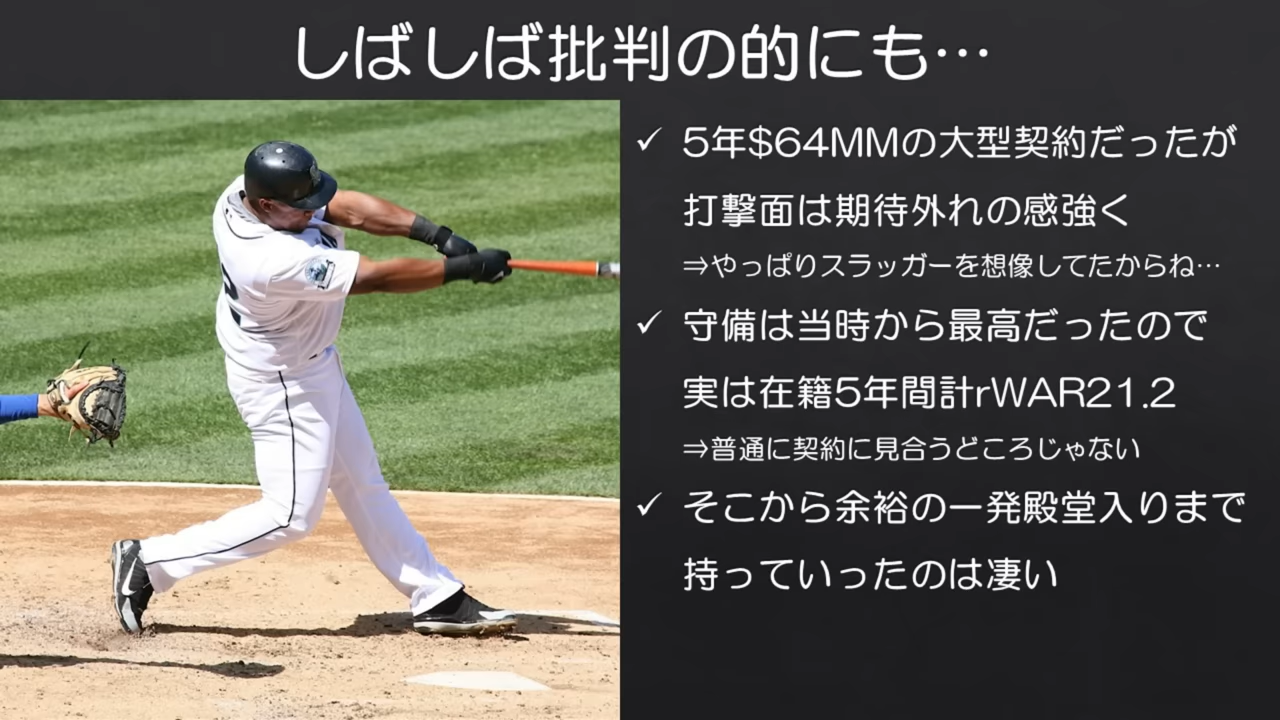 しばしば批判の的にも…
✓ 5年$64MMの大型契約だったが
打撃面は期待外れの感強く
⇒やっぱりスラッガーを想像してたからね…
✓ 守備は当時から最高だったので
実は在籍5年間計rWAR21.2
⇒普通に契約に見合うどころじゃない
✓ そこから余裕の一発殿堂入りまで
持っていったのは凄い